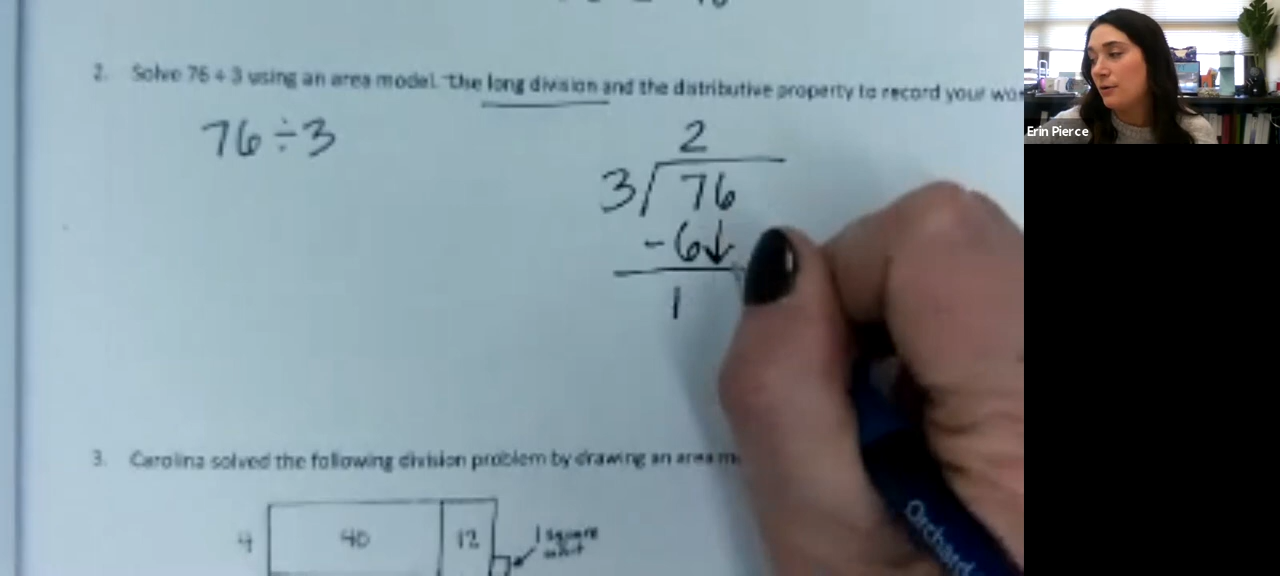 2. Solve 76 ÷ 3 using an area model. Use long division and the distributive property to record your
76 ÷ 3
2
3 76
- 6↓
1
3. Carolina solved the following division problem by drawing an area
4 40 12 1 square unit
Orchard
Erin Pierce